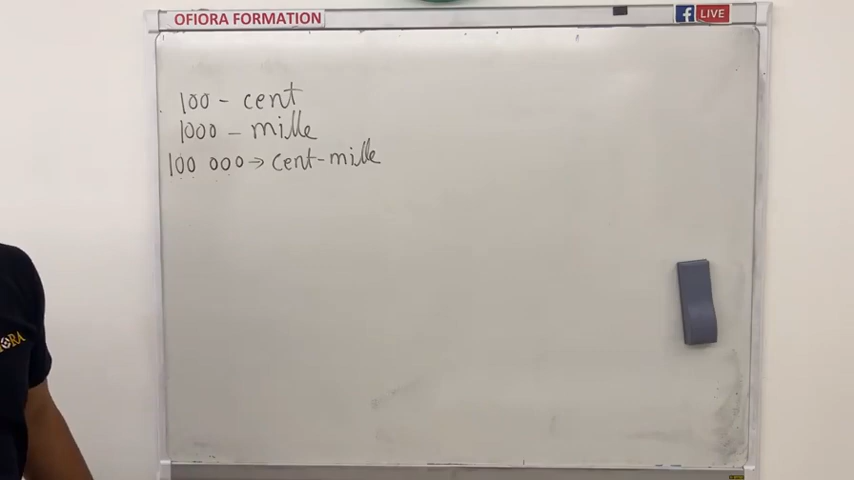 OFIORA FORMATION
f LIVE
100 - cent
1000 - mille
100 000 → cent-mille